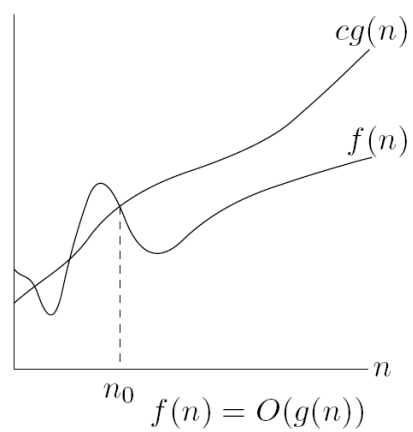 cg(n)
f(n)
n
n₀
f(n) = O(g(n))